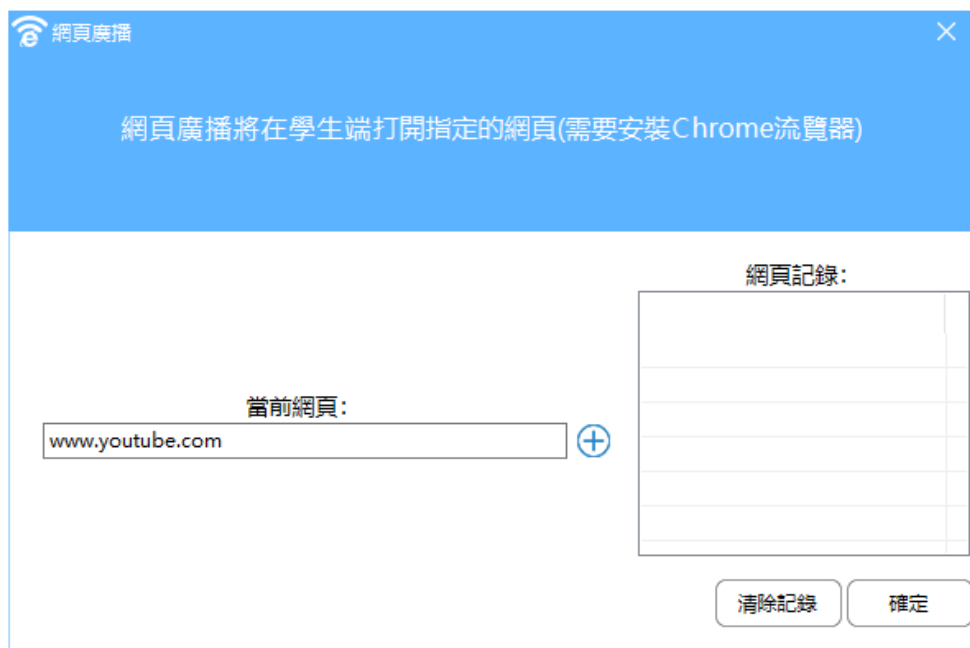 網頁廣播
網頁廣播將在學生端打開指定的網頁(需要安裝Chrome流覽器)
網頁記錄：
當前網頁：
www.youtube.com
清除記錄
確定